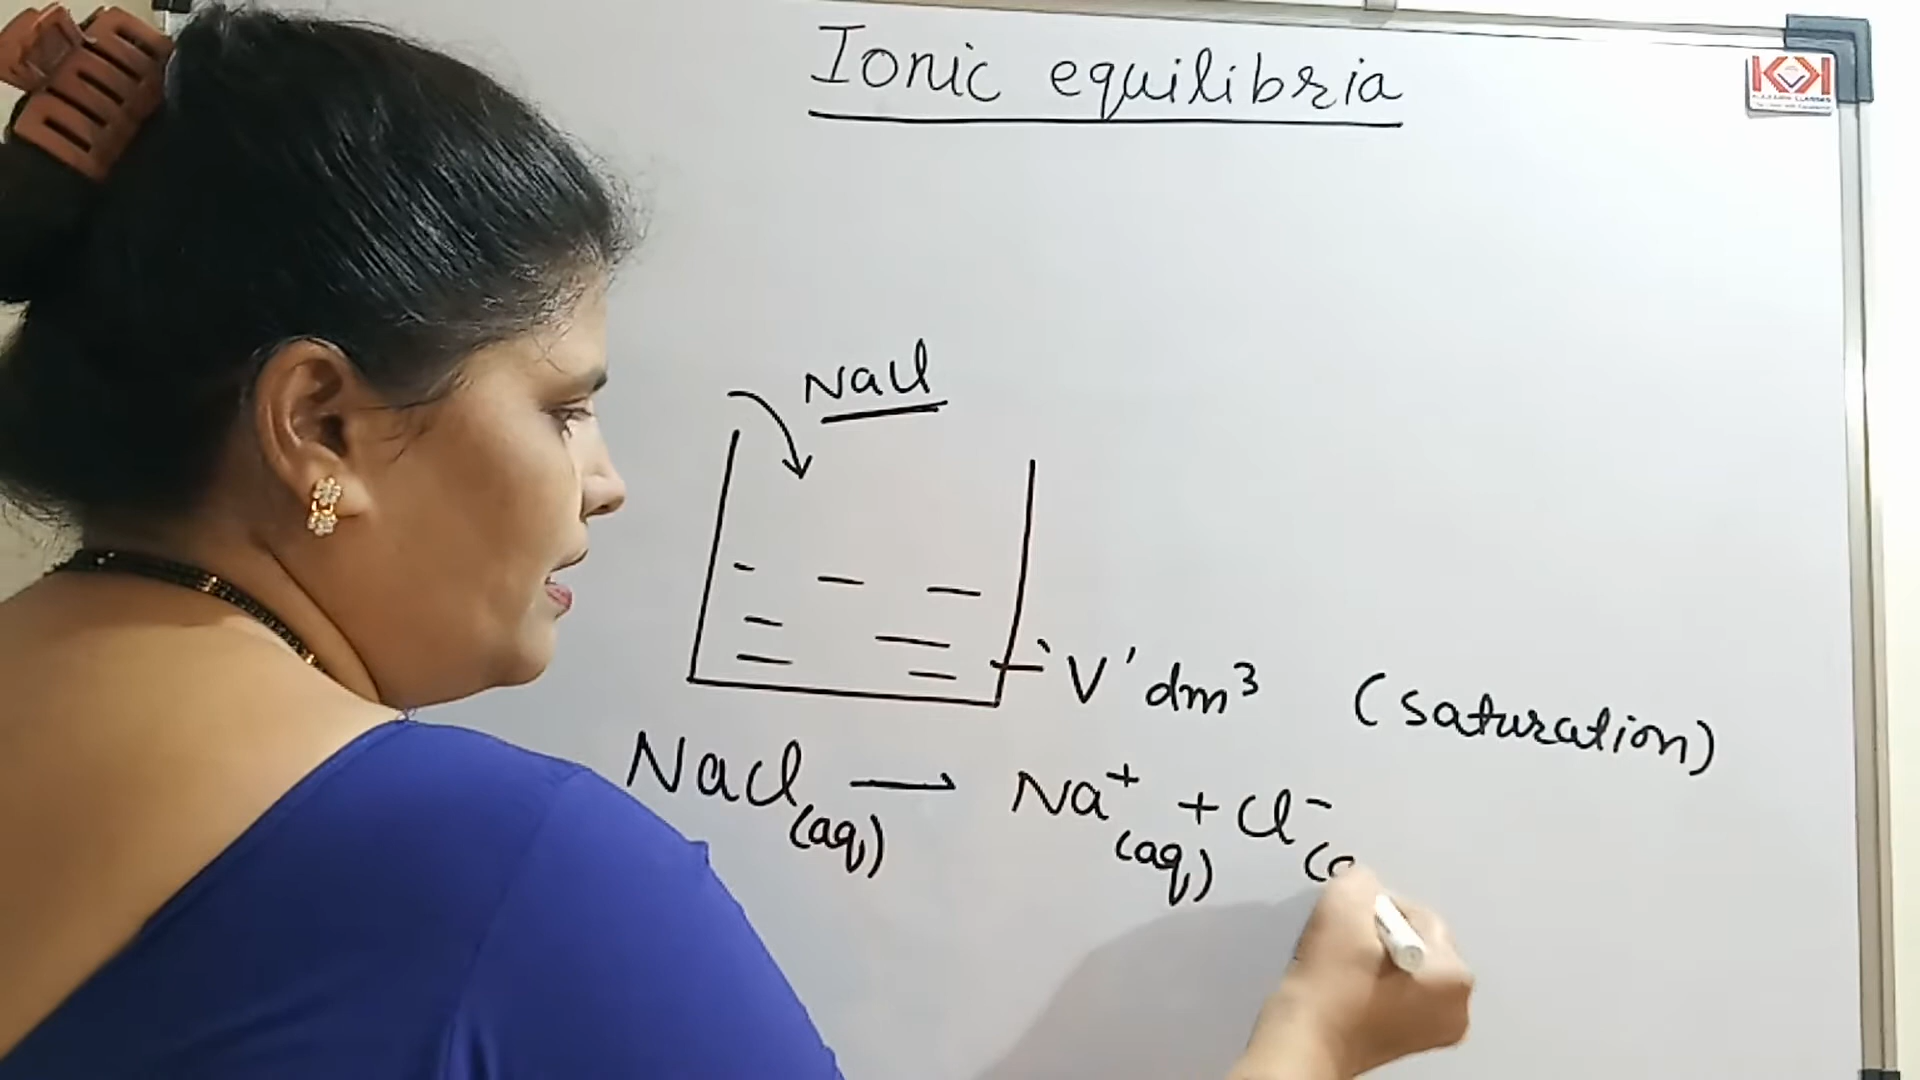 Ionic equilibria
NaCl
'V' dm³ (saturation)
NaCl(aq) → Na⁺(aq) + Cl⁻(a